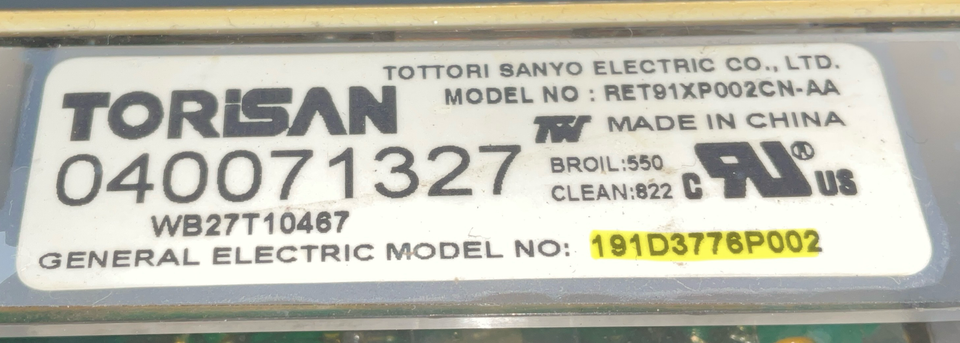 TOTTORI SANYO ELECTRIC CO., LTD.
TORiSAN
MODEL NO : RET91XP002CN-AA
MADE IN CHINA
040071327
BROIL:550
CLEAN:822
C RU® US
WB27T10467
GENERAL ELECTRIC MODEL NO: 191D3776P002